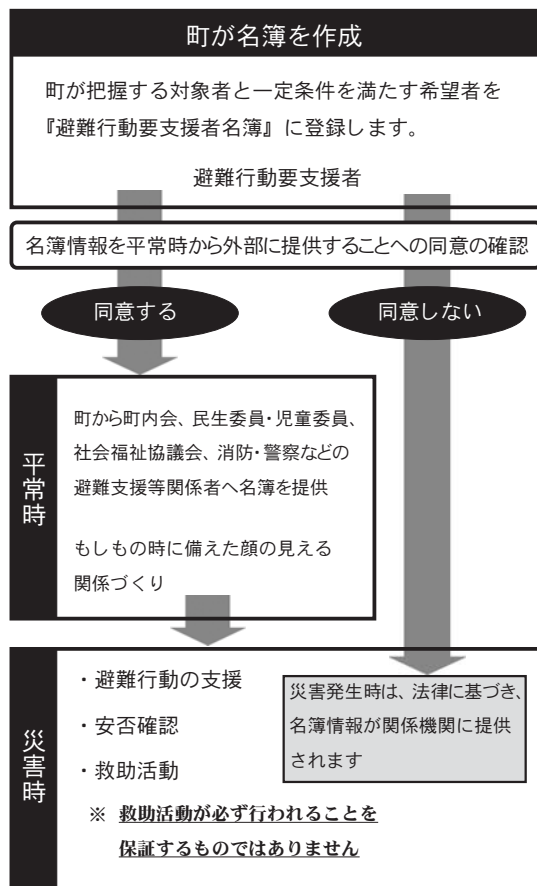 町が名簿を作成
町が把握する対象者と一定条件を満たす希望者を
『避難行動要支援者名簿』に登録します。
避難行動要支援者
名簿情報を平常時から外部に提供することへの同意の確認
同意する
同意しない
平常時
町から町内会、民生委員・児童委員、
社会福祉協議会、消防・警察などの
避難支援等関係者へ名簿を提供
もしもの時に備えた顔の見える
関係づくり
災害時
・避難行動の支援
・安否確認
・救助活動
※ 救助活動が必ず行われることを
保証するものではありません
災害発生時は、法律に基づき、
名簿情報が関係機関に提供
されます